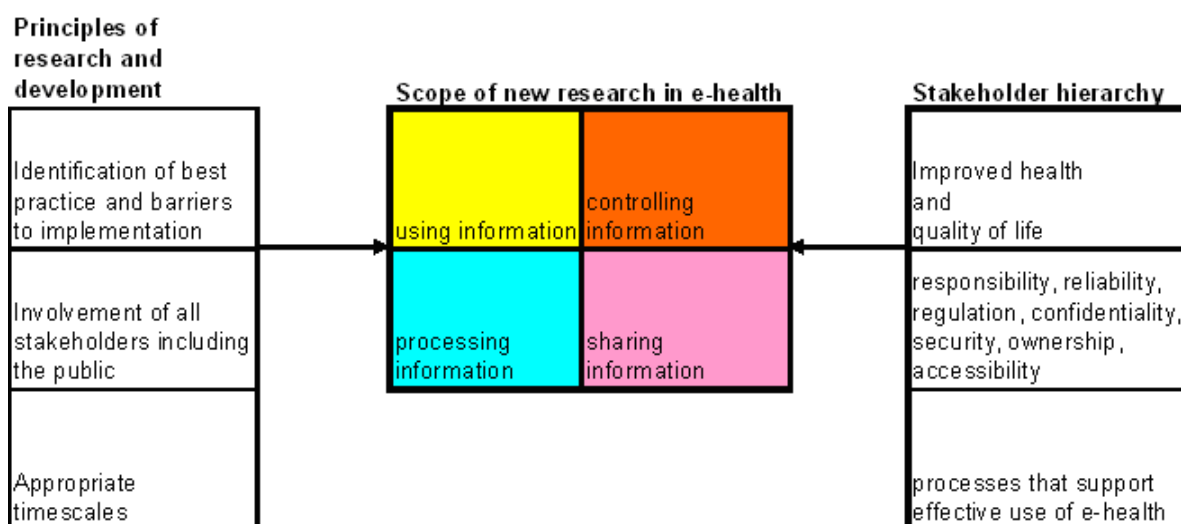 Principles of
research and
development
Identification of best
practice and barriers
to implementation
Involvement of all
stakeholders including
the public
Appropriate
timescales
Scope of new research in e-health
using information
controlling
information
processing
information
sharing
information
Stakeholder hierarchy
Improved health
and
quality of life
responsibility, reliability,
regulation, confidentiality,
security, ownership,
accessibility
processes that support
effective use of e-health